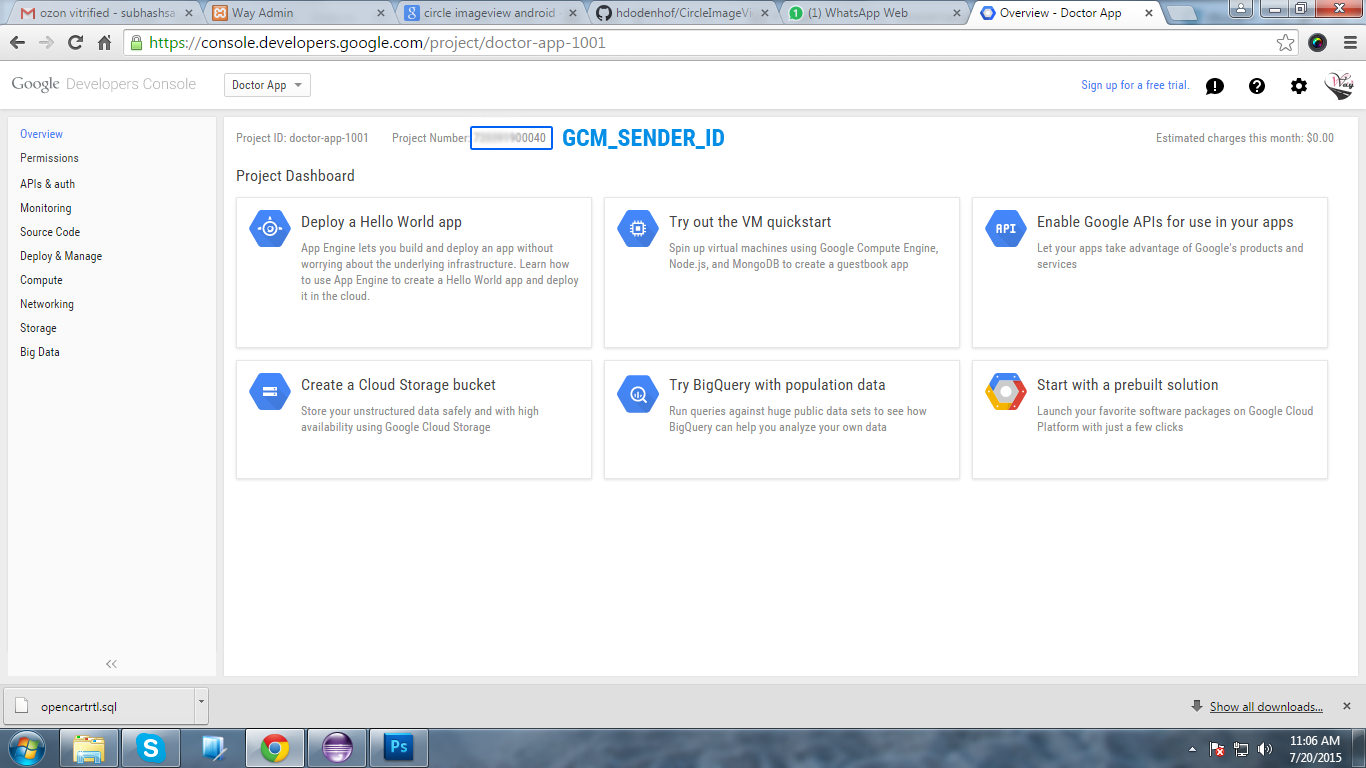 ozon vitrified - subhashsa
Way Admin
circle imageview android
hdodenhof/CircleImageVi
(1) WhatsApp Web
Overview - Doctor App
https://console.developers.google.com/project/doctor-app-1001
Google Developers Console
Doctor App
Sign up for a free trial.
Overview
Permissions
APIs & auth
Monitoring
Source Code
Deploy & Manage
Compute
Networking
Storage
Big Data
Project ID: doctor-app-1001
Project Number:
GCM_SENDER_ID
Estimated charges this month: $0.00
Project Dashboard
Deploy a Hello World app
App Engine lets you build and deploy an app without
worrying about the underlying infrastructure. Learn how
to use App Engine to create a Hello World app and deploy
it in the cloud.
Try out the VM quickstart
Spin up virtual machines using Google Compute Engine,
Node.js, and MongoDB to create a guestbook app
API
Enable Google APIs for use in your apps
Let your apps take advantage of Google's products and
services
Create a Cloud Storage bucket
Store your unstructured data safely and with high
availability using Google Cloud Storage
Try BigQuery with population data
Run queries against huge public data sets to see how
BigQuery can help you analyze your own data
Start with a prebuilt solution
Launch your favorite software packages on Google Cloud
Platform with just a few clicks
opencartrtl.sql
Show all downloads...
Ps
11:06 AM
7/20/2015